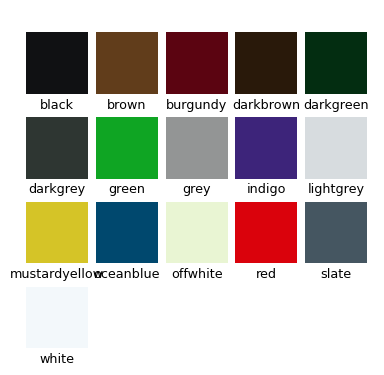 black brown burgundy darkbrown darkgreen
darkgrey green grey indigo lightgrey
mustardyellow oceanblue offwhite red slate
white